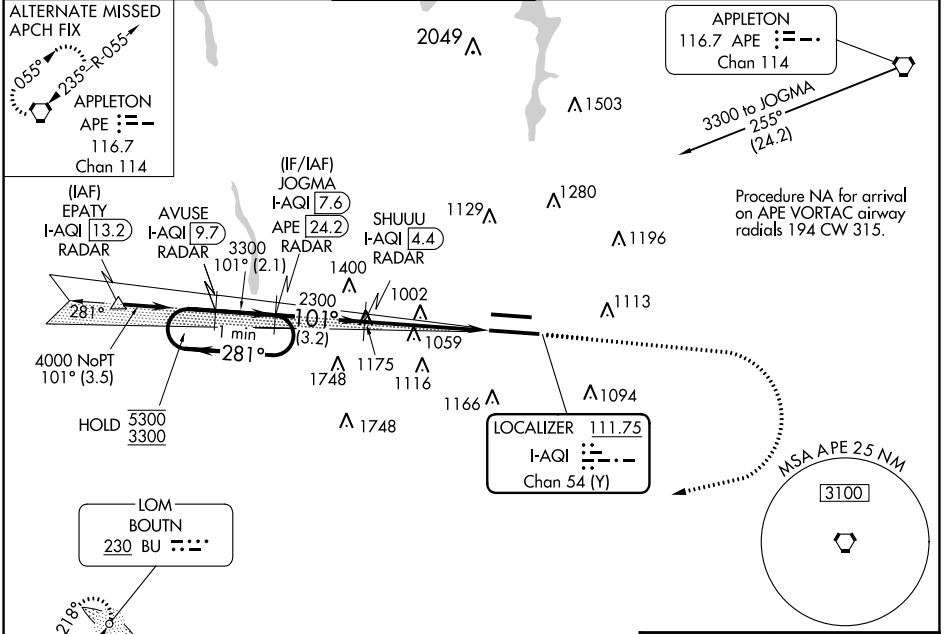 ALTERNATE MISSED
APCH FIX
055°
235°
R-055
APPLETON
APE
116.7
Chan 114
2049
APPLETON
116.7 APE
Chan 114
1503
3300 to JOGMA
255°
(24.2)
Procedure NA for arrival
on APE VORTAC airway
radials 194 CW 315.
(IAF)
EPATY
I-AQI 13.2
RADAR
AVUSE
I-AQI 9.7
RADAR
(IF/IAF)
JOGMA
I-AQI 7.6
APE 24.2
RADAR
SHUUU
I-AQI 4.4
RADAR
1280
1129
1196
3300
101° (2.1)
1400
2300
101°
(3.2)
1002
1113
281°
1 min
281°
1059
1175
4000 NoPT
101° (3.5)
1748
1116
1166
1094
1748
HOLD 5300
3300
LOCALIZER 111.75
I-AQI
Chan 54 (Y)
MSA APE 25 NM
3100
LOM
BOUTN
230 BU
218°